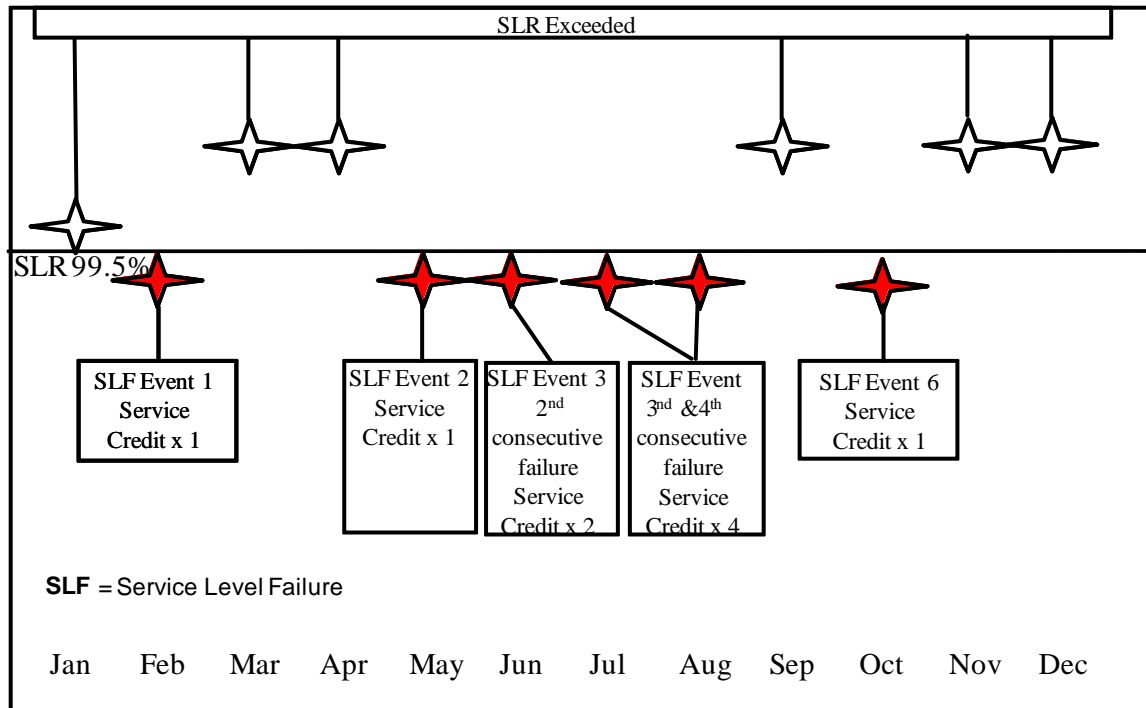 SLR Exceeded
SLR 99.5%
SLF Event 1
Service
Credit x 1
SLF Event 2
Service
Credit x 1
SLF Event 3
2nd
consecutive
failure
Service
Credit x 2
SLF Event
3nd &4th
consecutive
failure
Service
Credit x 4
SLF Event 6
Service
Credit x 1
SLF = Service Level Failure
Jan Feb Mar Apr May Jun Jul Aug Sep Oct Nov Dec